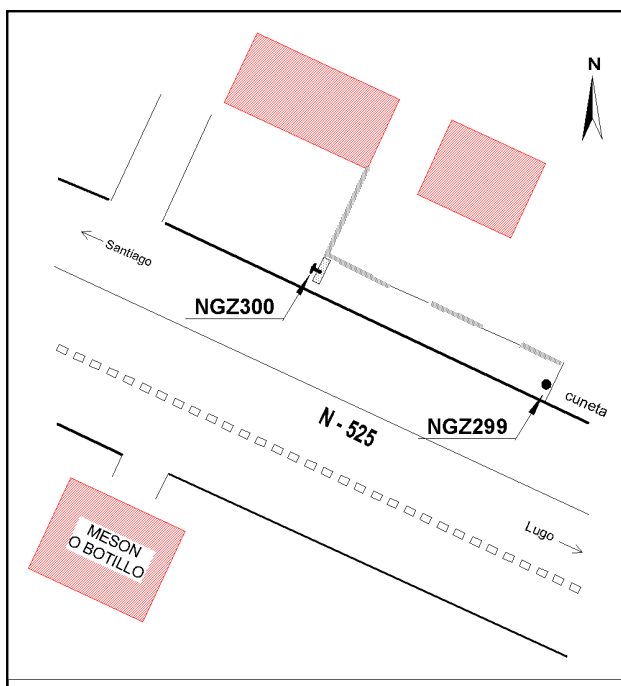 N
Santiago
NGZ300
cuneta
NGZ299
N - 525
Lugo
MESON
O BOTILLO